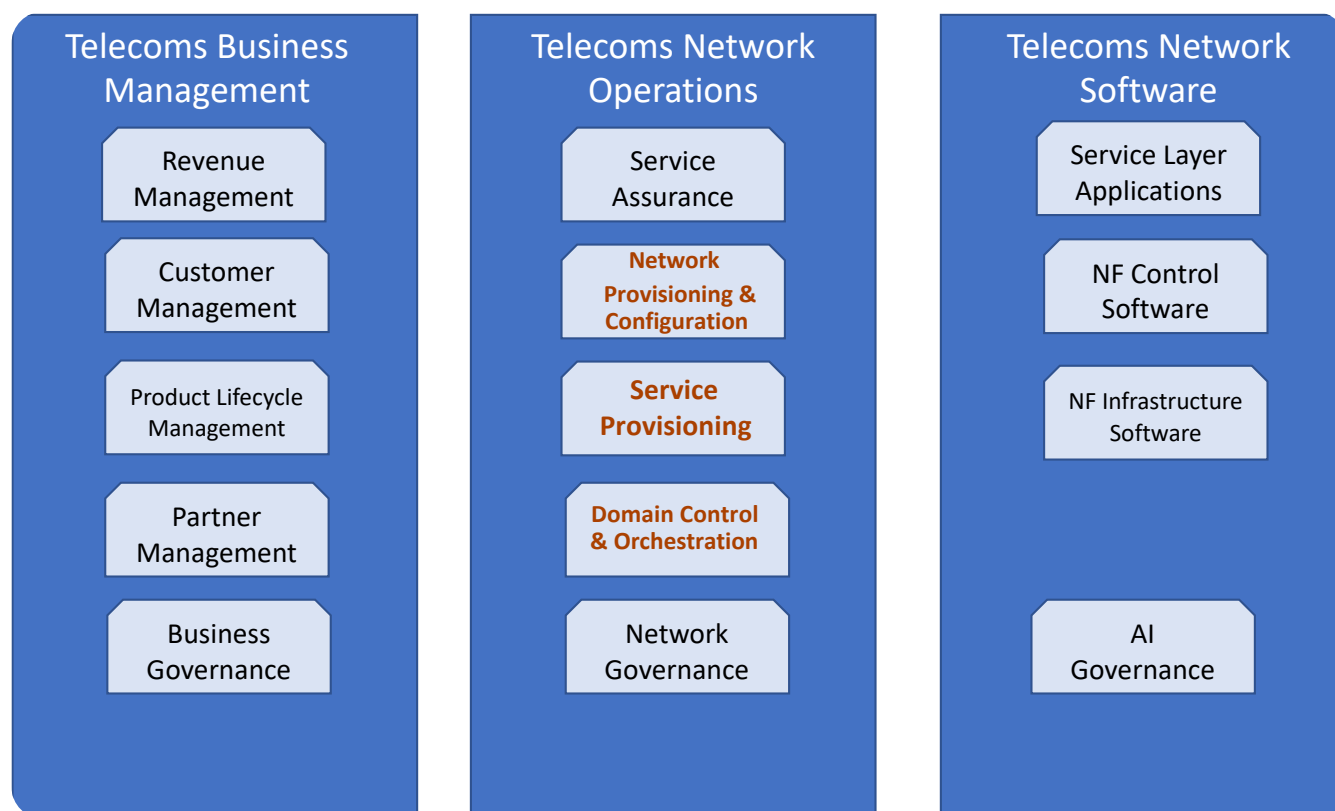 Telecoms Business
Management
Revenue
Management
Customer
Management
Product Lifecycle
Management
Partner
Management
Business
Governance
Telecoms Network
Operations
Service
Assurance
Network
Provisioning &
Configuration
Service
Provisioning
Domain Control
& Orchestration
Network
Governance
Telecoms Network
Software
Service Layer
Applications
NF Control
Software
NF Infrastructure
Software
AI
Governance